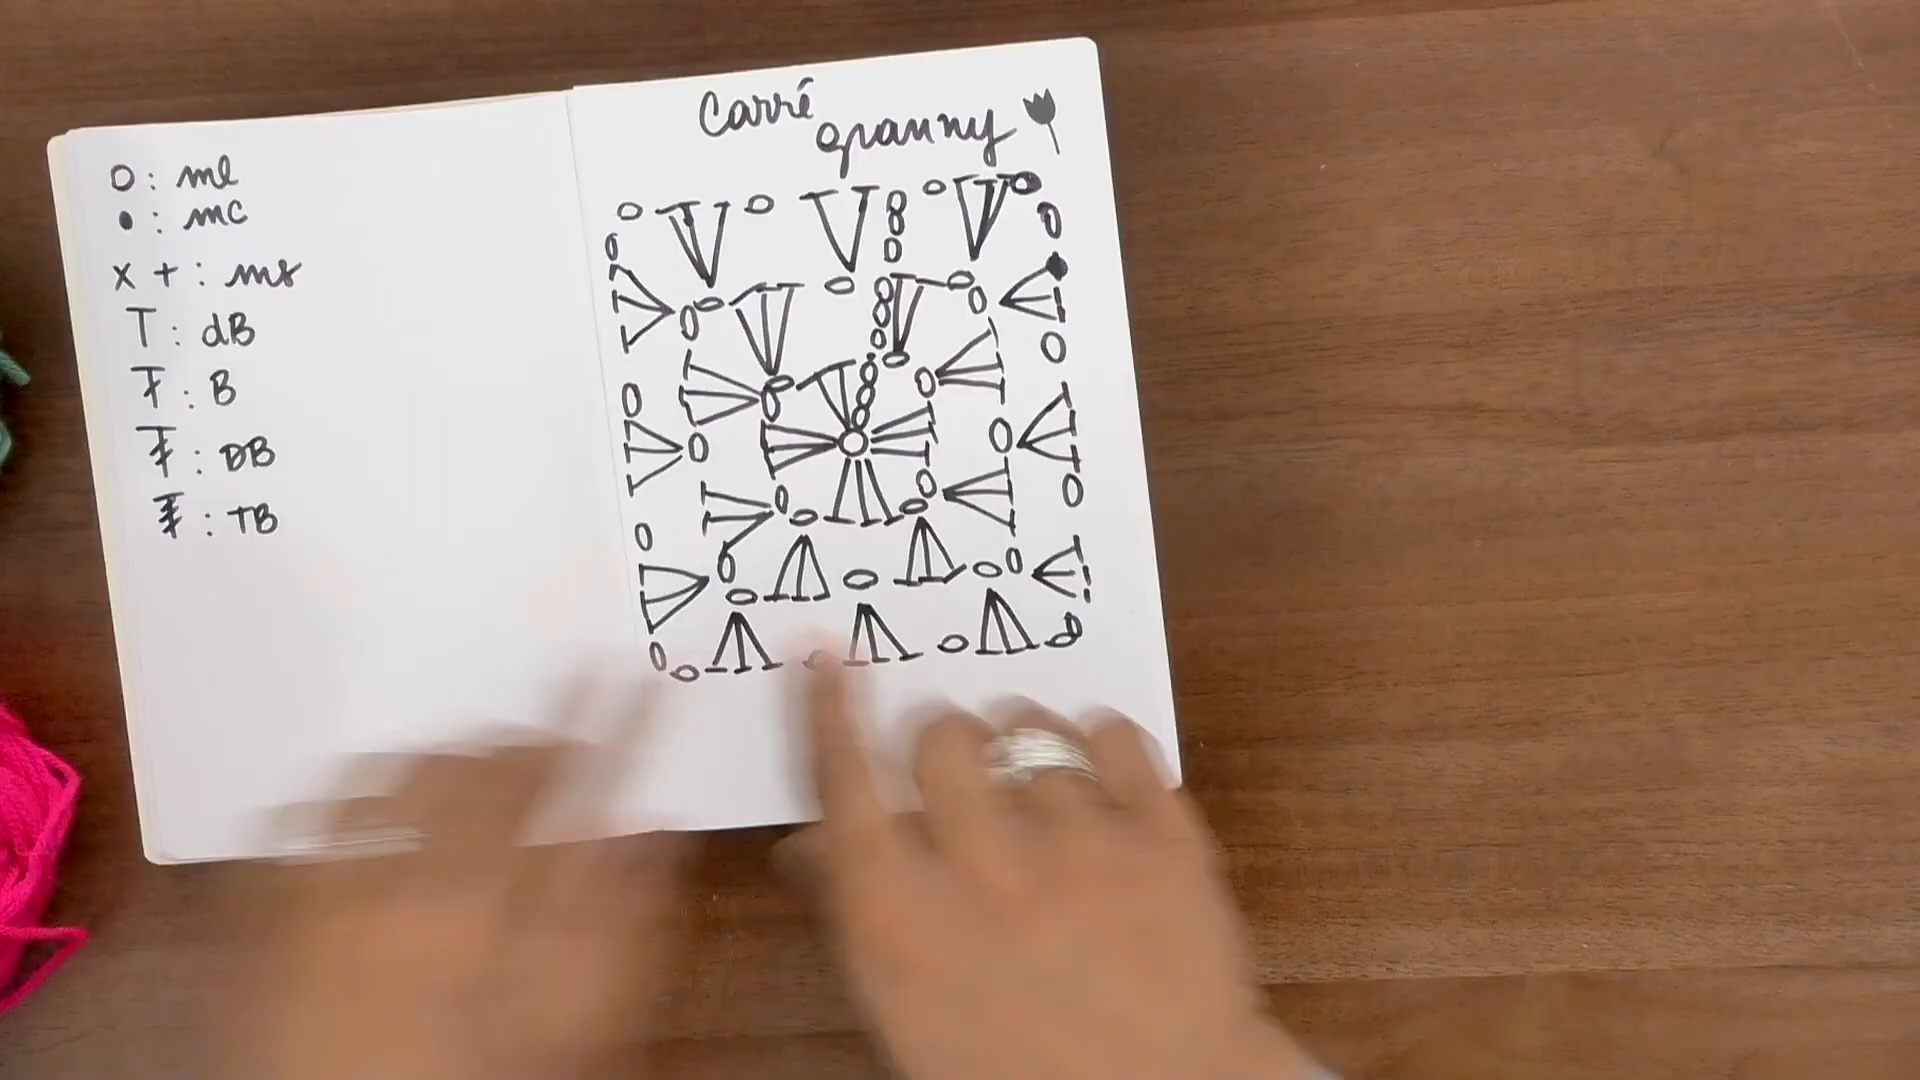 O : ml
• : mc
x + : ms
T : dB
Ŧ : B
Ŧ : DB
Ŧ : TB
Carré
granny